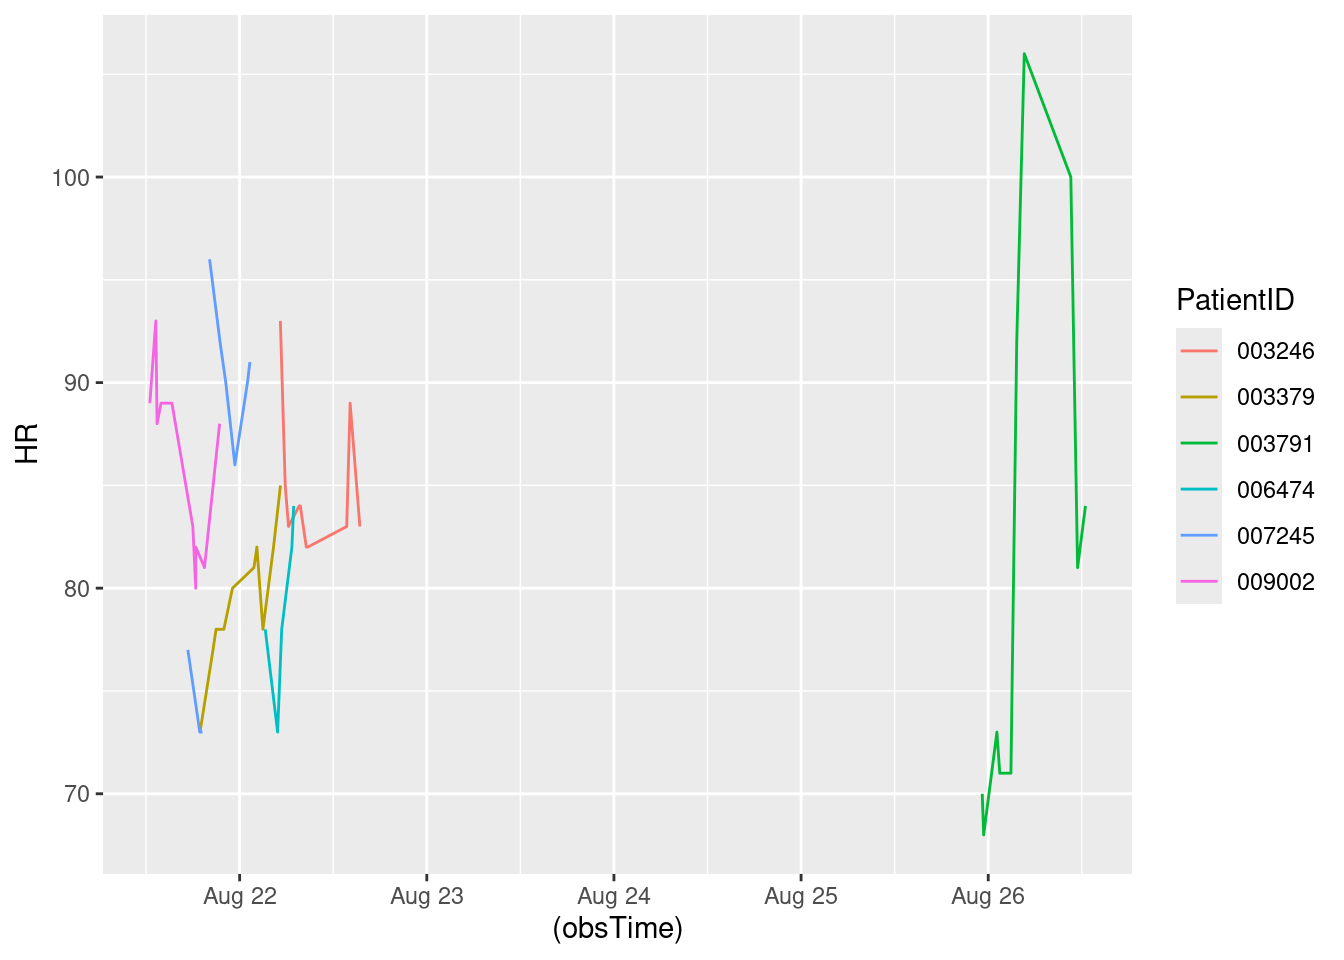 100
90
80
70
HR
Aug 22
Aug 23
Aug 24
Aug 25
Aug 26
(obsTime)
PatientID
003246
003379
003791
006474
007245
009002